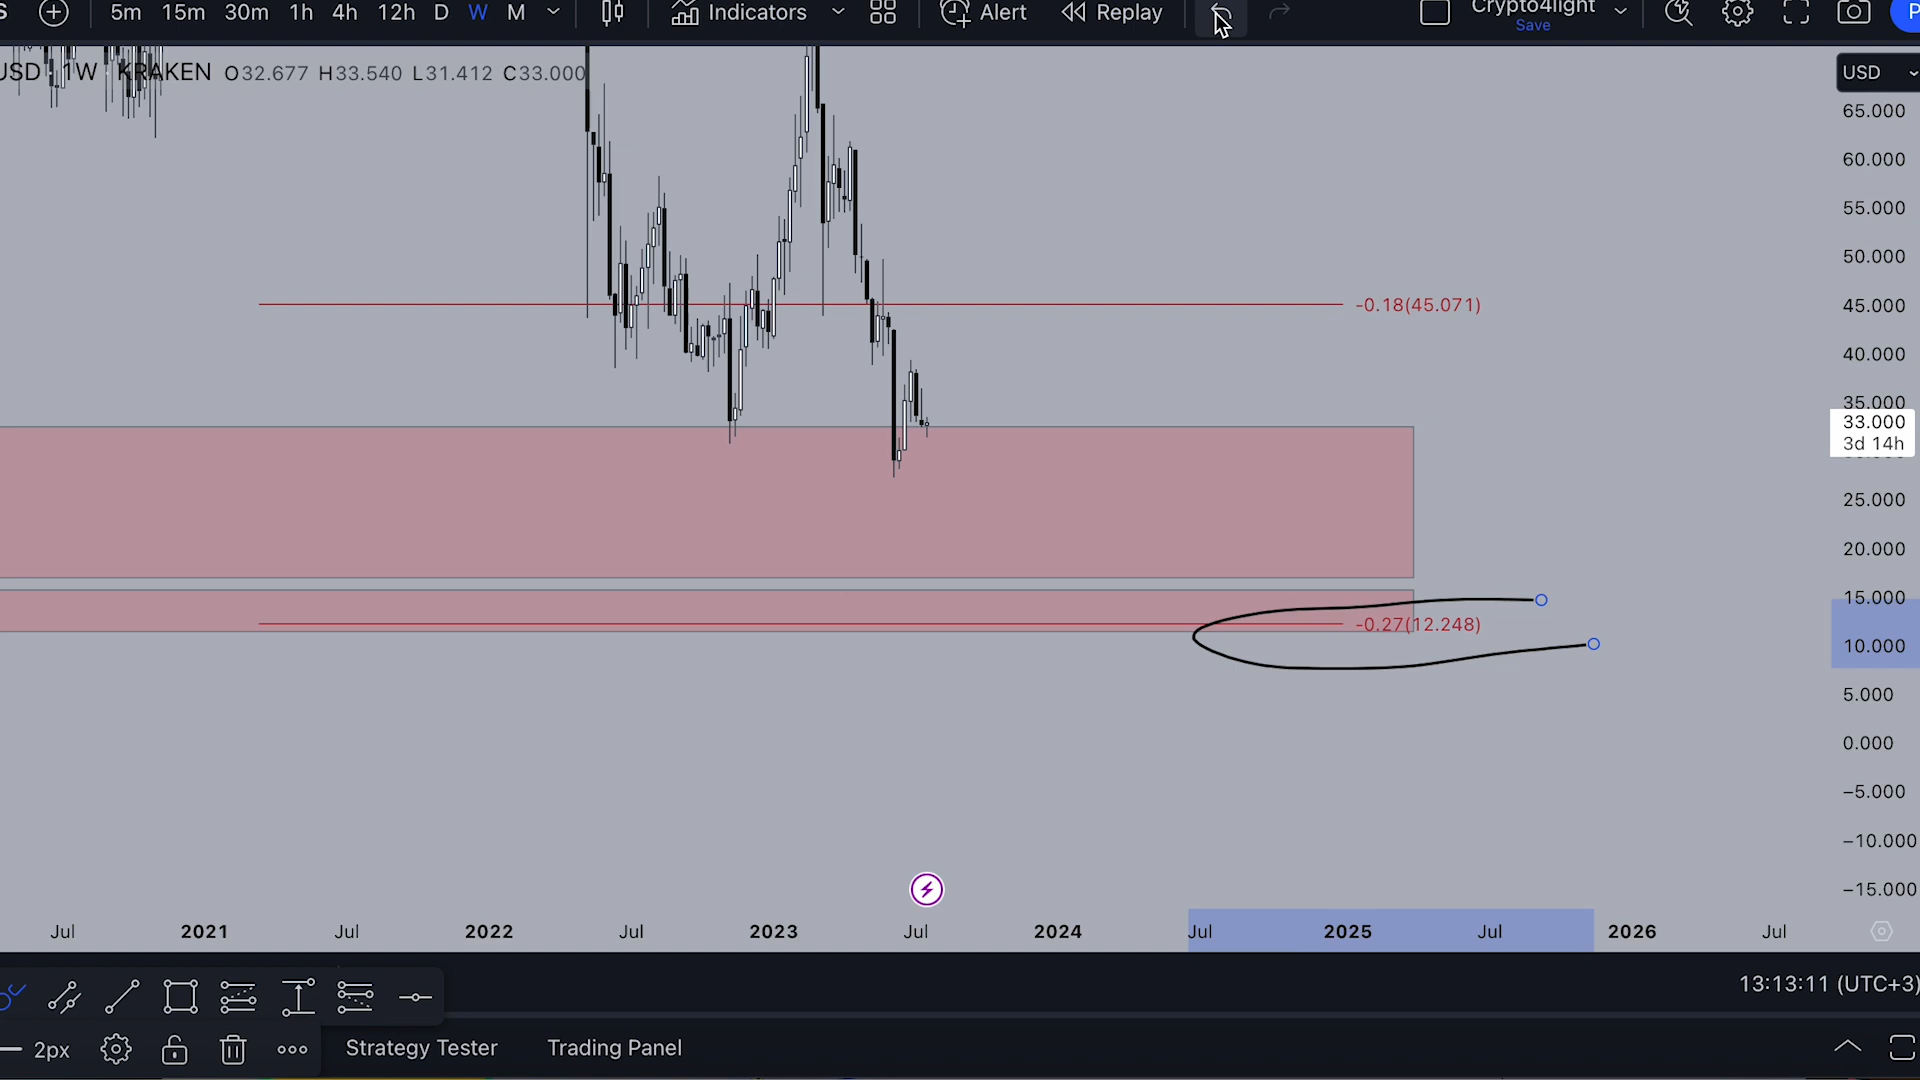 S 5m 15m 30m 1h 4h 12h D W M Indicators Alert Replay Crypto4light
Save
P
USD 1W KRAKEN O32.677 H33.540 L31.412 C33.000
USD
65.000
60.000
55.000
50.000
-0.18(45.071)
45.000
40.000
35.000
33.000
3d 14h
25.000
20.000
15.000
-0.27(12.248)
10.000
5.000
0.000
−5.000
−10.000
−15.000
Jul 2021 Jul 2022 Jul 2023 Jul 2024 Jul 2025 Jul 2026 Jul
13:13:11 (UTC+3)
2px Strategy Tester Trading Panel